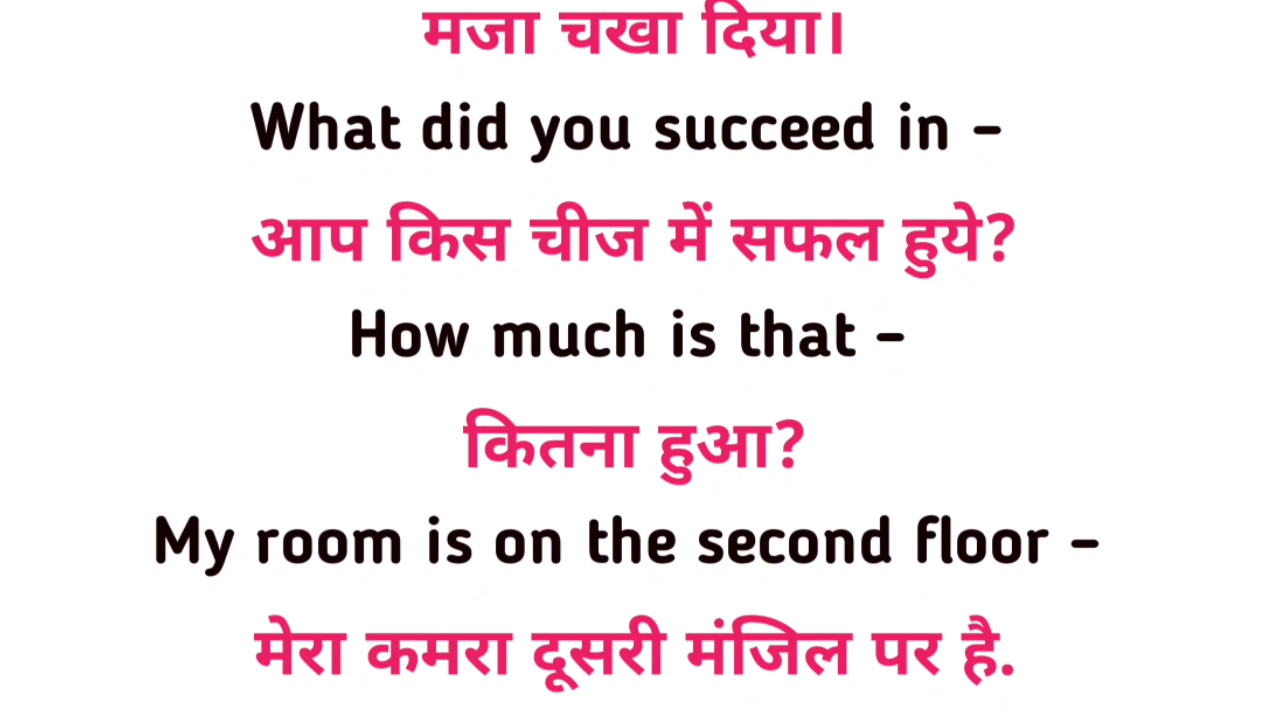 मजा चखा दिया।
What did you succeed in –
आप किस चीज में सफल हुये?
How much is that –
कितना हुआ?
My room is on the second floor –
मेरा कमरा दूसरी मंजिल पर है.